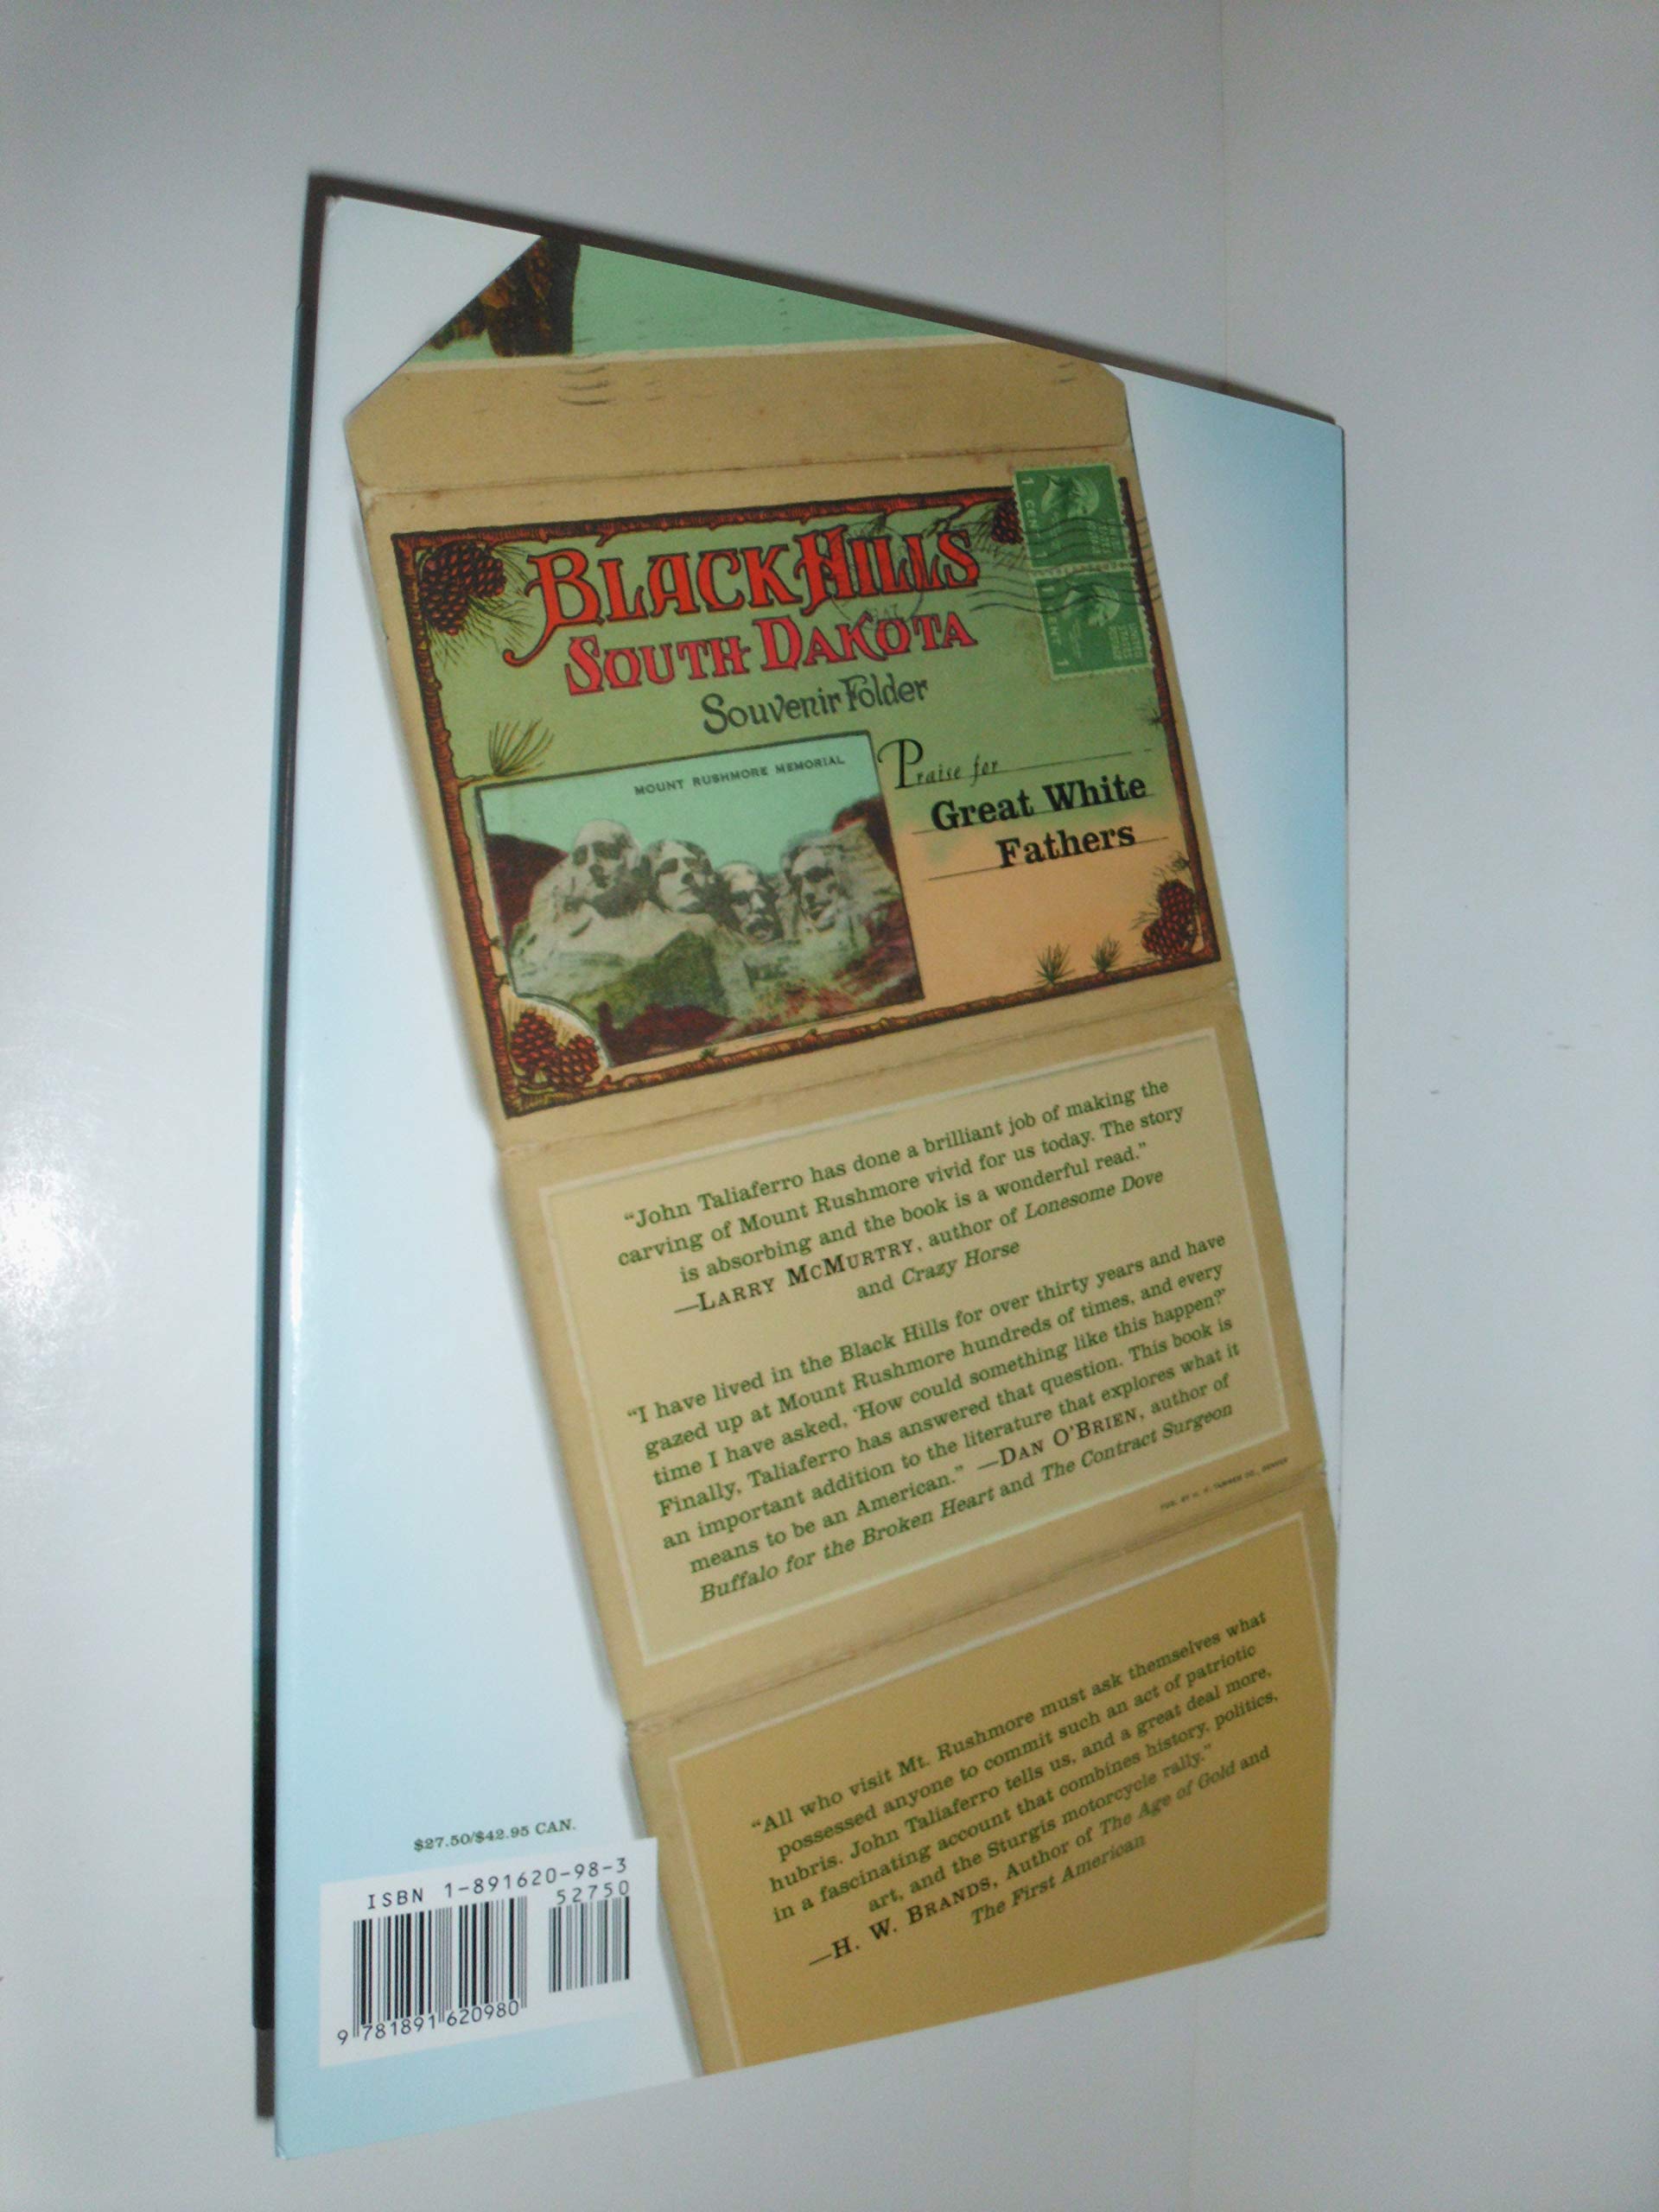 1 CENT 1
1 CENT 1
UNITED
STATES
POSTAGE
BLACK HILLS
SOUTH DAKOTA
Souvenir Folder
MOUNT RUSHMORE MEMORIAL
Praise for
Great White
Fathers
“John Taliaferro has done a brilliant job of making the
carving of Mount Rushmore vivid for us today. The story
is absorbing and the book is a wonderful read.”
—LARRY MCMURTRY, author of Lonesome Dove
and Crazy Horse
“I have lived in the Black Hills for over thirty years and have
gazed up at Mount Rushmore hundreds of times, and every
time I have asked, ‘How could something like this happen?’
Finally, Taliaferro has answered that question. This book is
an important addition to the literature that explores what it
means to be an American.” —DAN O’BRIEN, author of
Buffalo for the Broken Heart and The Contract Surgeon
“All who visit Mt. Rushmore must ask themselves what
possessed anyone to commit such an act of patriotic
hubris. John Taliaferro tells us, and a great deal more,
in a fascinating account that combines history, politics,
art, and the Sturgis motorcycle rally.”
—H. W. BRANDS, Author of The Age of Gold and
The First American
$27.50/$42.95 CAN.
ISBN 1-891620-98-3
52750
9 781891 620980